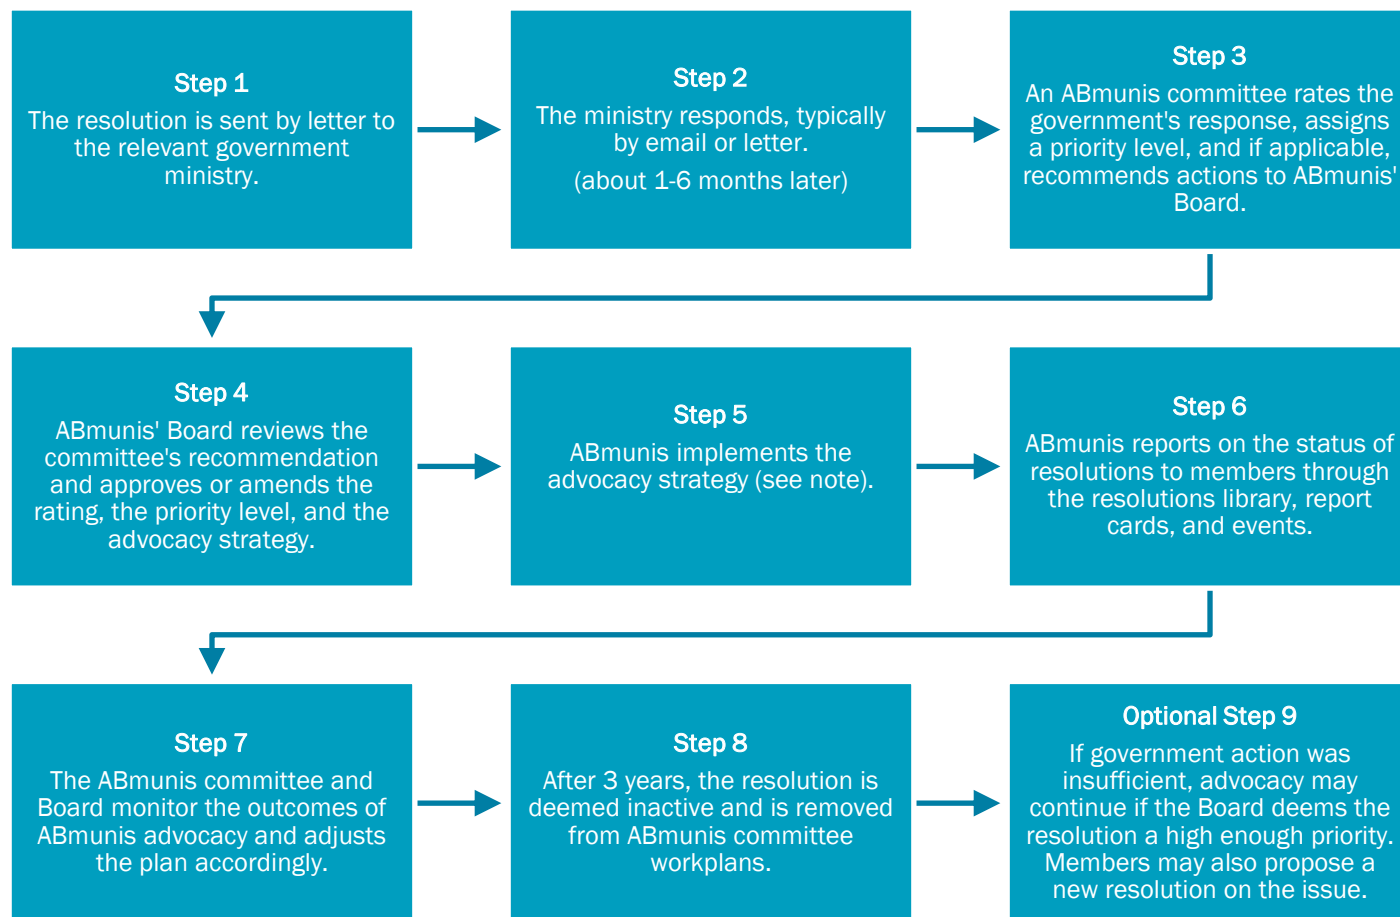 Step 1
The resolution is sent by letter to
the relevant government
ministry.
Step 2
The ministry responds, typically
by email or letter.
(about 1-6 months later)
Step 3
An ABmunis committee rates the
government's response, assigns
a priority level, and if applicable,
recommends actions to ABmunis'
Board.
Step 4
ABmunis' Board reviews the
committee's recommendation
and approves or amends the
rating, the priority level, and the
advocacy strategy.
Step 5
ABmunis implements the
advocacy strategy (see note).
Step 6
ABmunis reports on the status of
resolutions to members through
the resolutions library, report
cards, and events.
Step 7
The ABmunis committee and
Board monitor the outcomes of
ABmunis advocacy and adjusts
the plan accordingly.
Step 8
After 3 years, the resolution is
deemed inactive and is removed
from ABmunis committee
workplans.
Optional Step 9
If government action was
insufficient, advocacy may
continue if the Board deems the
resolution a high enough priority.
Members may also propose a
new resolution on the issue.